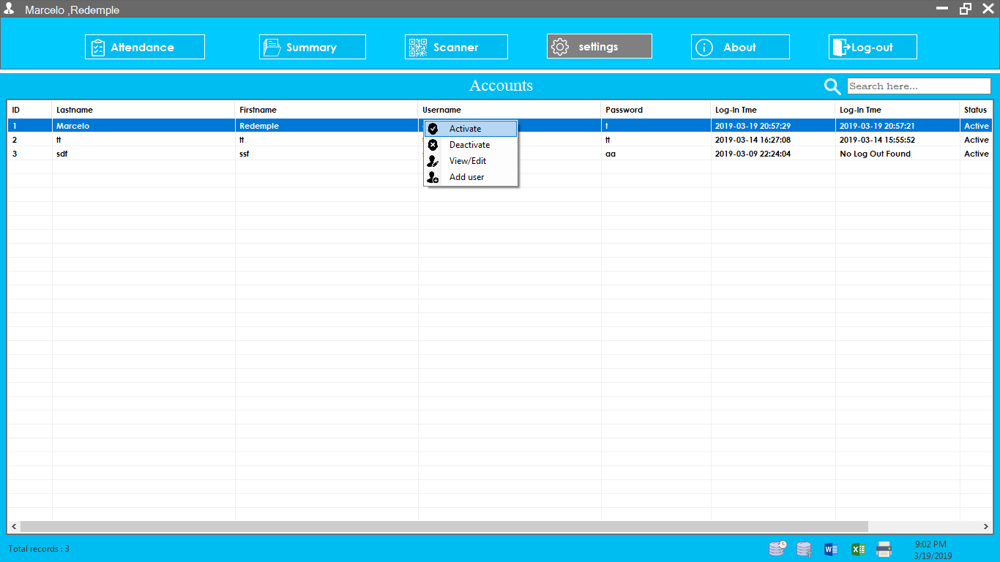 Marcelo ,Redemple
Attendance Summary Scanner settings About Log-out
Accounts
Search here...
ID Lastname Firstname Username Password Log-In Tme Log-In Tme Status
1 Marcelo Redemple t 2019-03-19 20:57:29 2019-03-19 20:57:21 Active
2 tt tt tt 2019-03-14 16:27:08 2019-03-14 15:55:52 Active
3 sdf ssf aa 2019-03-09 22:24:04 No Log Out Found Active
Activate
Deactivate
View/Edit
Add user
Total records : 3
9:02 PM
3/19/2019